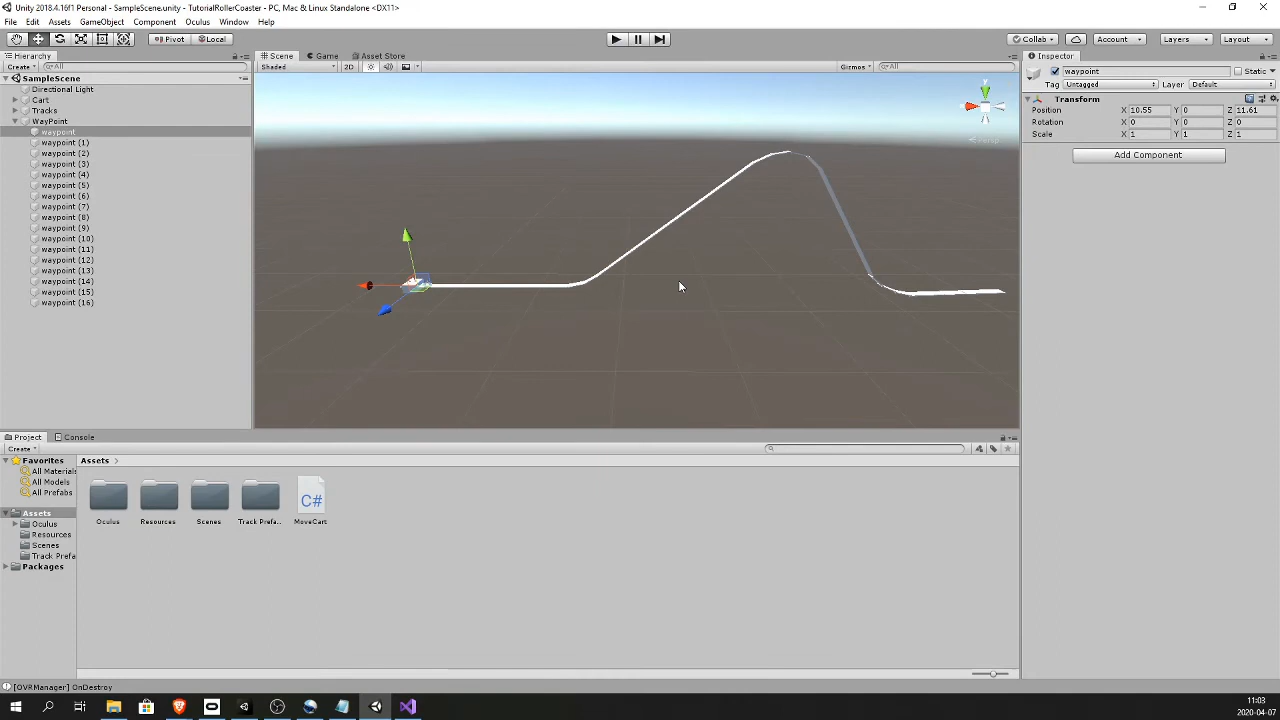 Unity 2018.4.16f1 Personal - SampleScene.unity - TutorialRollerCoaster - PC, Mac & Linux Standalone <DX11>
File Edit Assets GameObject Component Oculus Window Help
Pivot Local Collab Account Layers Layout
Hierarchy Scene Game Asset Store Inspector
Create All Shaded 2D Gizmos All waypoint Static
SampleScene Tag Untagged Layer Default
Directional Light
Cart Transform
Tracks Position X 10.55 Y 0 Z 11.61
WayPoint Rotation X 0 Y 0 Z 0
waypoint Scale X 1 Y 1 Z 1
waypoint (1)
waypoint (2) Add Component
waypoint (3)
waypoint (4)
waypoint (5)
waypoint (6)
waypoint (7)
waypoint (8)
waypoint (9)
waypoint (10)
waypoint (11)
waypoint (12)
waypoint (13)
waypoint (14)
waypoint (15)
waypoint (16)
y
Persp
Project Console
Create
Favorites Assets
All Materials
All Models
All Prefabs
Assets Oculus Resources Scenes Track Prefa... C# MoveCart
Oculus
Resources
Scenes
Track Prefa
Packages
[OVRManager] OnDestroy
11:03
2020-04-07